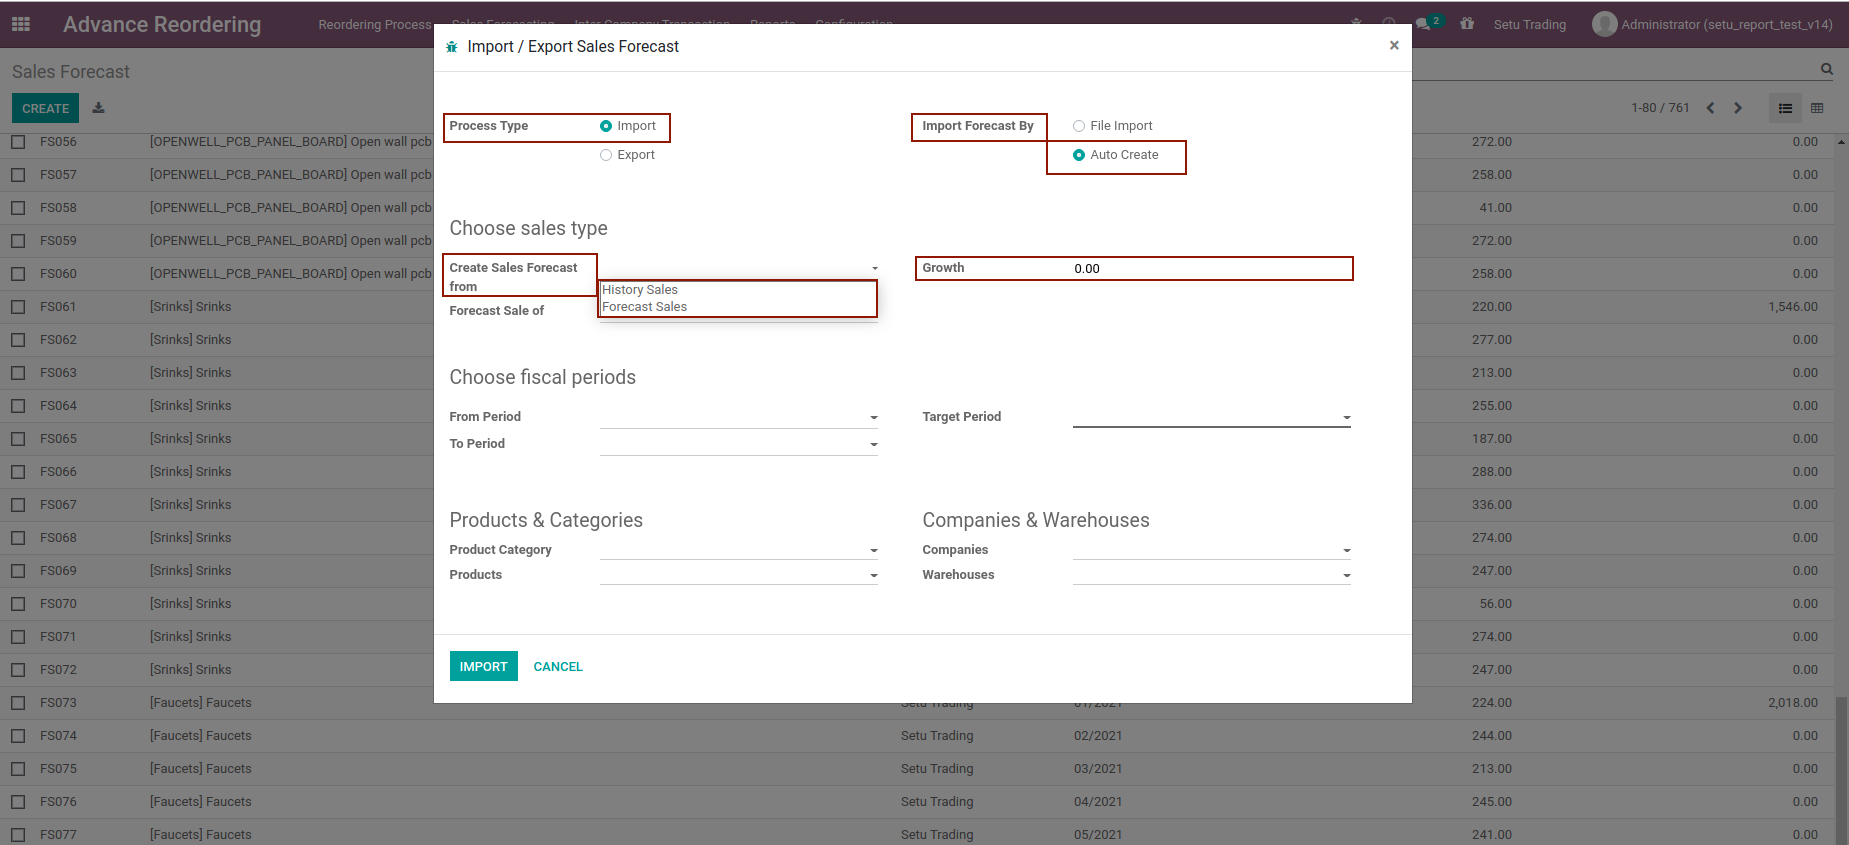 Advance Reordering Reordering Process Sales Forecasting Inter Company Transaction Reports Configuration 2 Setu Trading Administrator (setu_report_test_v14)
Sales Forecast
CREATE
1-80 / 761
Import / Export Sales Forecast ×
Process Type Import
Export
Import Forecast By File Import
Auto Create
Choose sales type
Create Sales Forecast from
History Sales
Forecast Sales
Growth 0.00
Forecast Sale of
Choose fiscal periods
From Period
Target Period
To Period
Products & Categories
Companies & Warehouses
Product Category
Companies
Products
Warehouses
IMPORT CANCEL
FS056 [OPENWELL_PCB_PANEL_BOARD] Open wall pcb 272.00 0.00
FS057 [OPENWELL_PCB_PANEL_BOARD] Open wall pcb 258.00 0.00
FS058 [OPENWELL_PCB_PANEL_BOARD] Open wall pcb 41.00 0.00
FS059 [OPENWELL_PCB_PANEL_BOARD] Open wall pcb 272.00 0.00
FS060 [OPENWELL_PCB_PANEL_BOARD] Open wall pcb 258.00 0.00
FS061 [Srinks] Srinks 220.00 1,546.00
FS062 [Srinks] Srinks 277.00 0.00
FS063 [Srinks] Srinks 213.00 0.00
FS064 [Srinks] Srinks 255.00 0.00
FS065 [Srinks] Srinks 187.00 0.00
FS066 [Srinks] Srinks 288.00 0.00
FS067 [Srinks] Srinks 336.00 0.00
FS068 [Srinks] Srinks 274.00 0.00
FS069 [Srinks] Srinks 247.00 0.00
FS070 [Srinks] Srinks 56.00 0.00
FS071 [Srinks] Srinks 274.00 0.00
FS072 [Srinks] Srinks 247.00 0.00
FS073 [Faucets] Faucets Setu Trading 01/2021 224.00 2,018.00
FS074 [Faucets] Faucets Setu Trading 02/2021 244.00 0.00
FS075 [Faucets] Faucets Setu Trading 03/2021 213.00 0.00
FS076 [Faucets] Faucets Setu Trading 04/2021 245.00 0.00
FS077 [Faucets] Faucets Setu Trading 05/2021 241.00 0.00